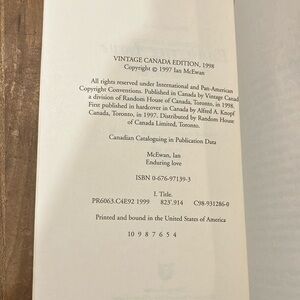 VINTAGE CANADA EDITION, 1998
Copyright © 1997 Ian McEwan
All rights reserved under International and Pan-American
Copyright Conventions. Published in Canada by Vintage Canada,
a division of Random House of Canada, Toronto, in 1998.
First published in hardcover in Canada by Alfred A. Knopf
Canada, Toronto, in 1997. Distributed by Random House
of Canada Limited, Toronto.
Canadian Cataloguing in Publication Data
McEwan, Ian
Enduring love
ISBN 0-676-97139-3
I. Title.
PR6063.C4E92 1999 823'.914 C98-931286-0
Printed and bound in the United States of America
10 9 8 7 6 5 4